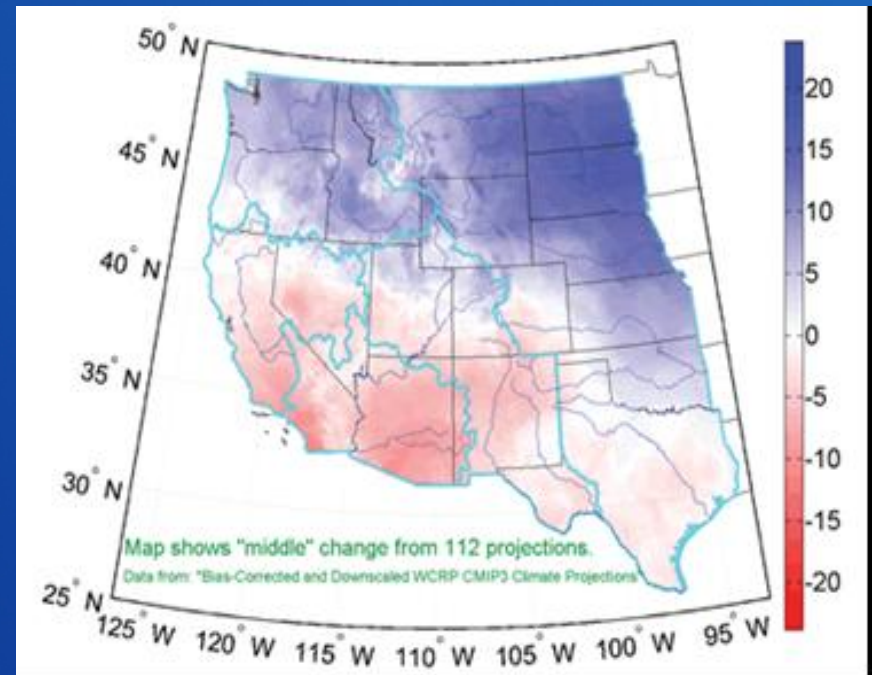 50° N
45° N
40° N
35° N
30° N
25° N
125° W
120° W
115° W
110° W
105° W
100° W
95° W
20
15
10
5
0
-5
-10
-15
-20
Map shows "middle" change from 112 projections.
Data from: "Bias-Corrected and Downscaled WCRP CMIP3 Climate Projections"